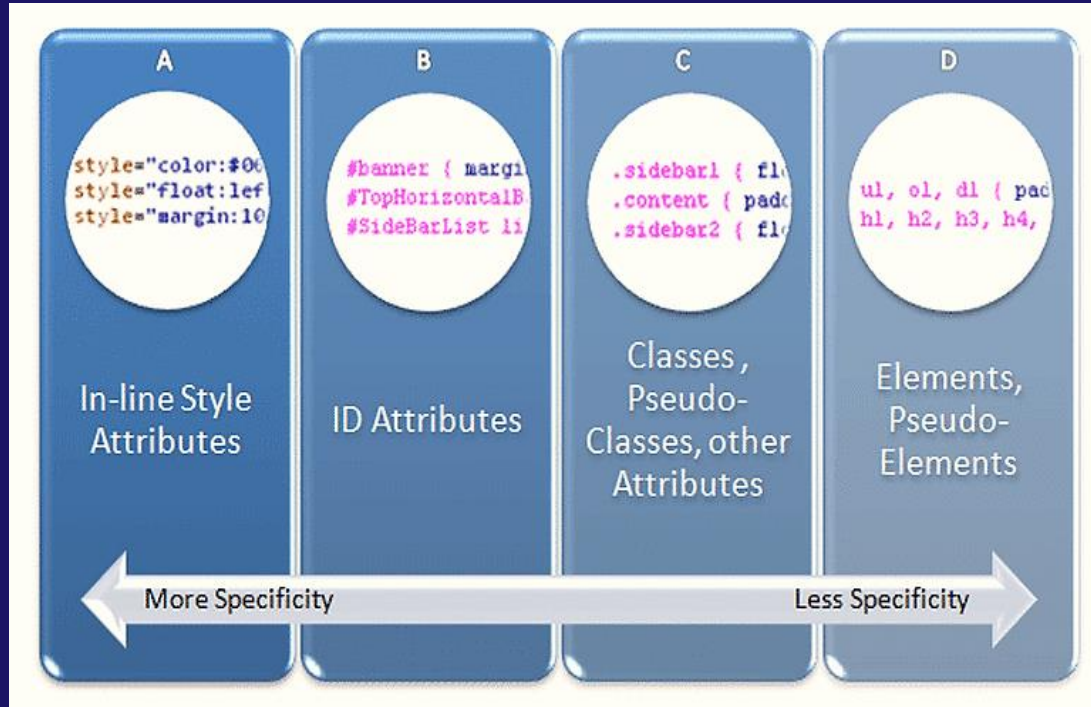 A
style="color:#00
style="float:lef
style="margin:10
In-line Style
Attributes
B
#banner { margi
#TopHorizontalB
#SideBarList li
ID Attributes
C
.sidebar1 { flo
.content { padd
.sidebar2 { flo
Classes ,
Pseudo-
Classes, other
Attributes
D
ul, ol, dl { pad
h1, h2, h3, h4,
Elements,
Pseudo-
Elements
More Specificity
Less Specificity